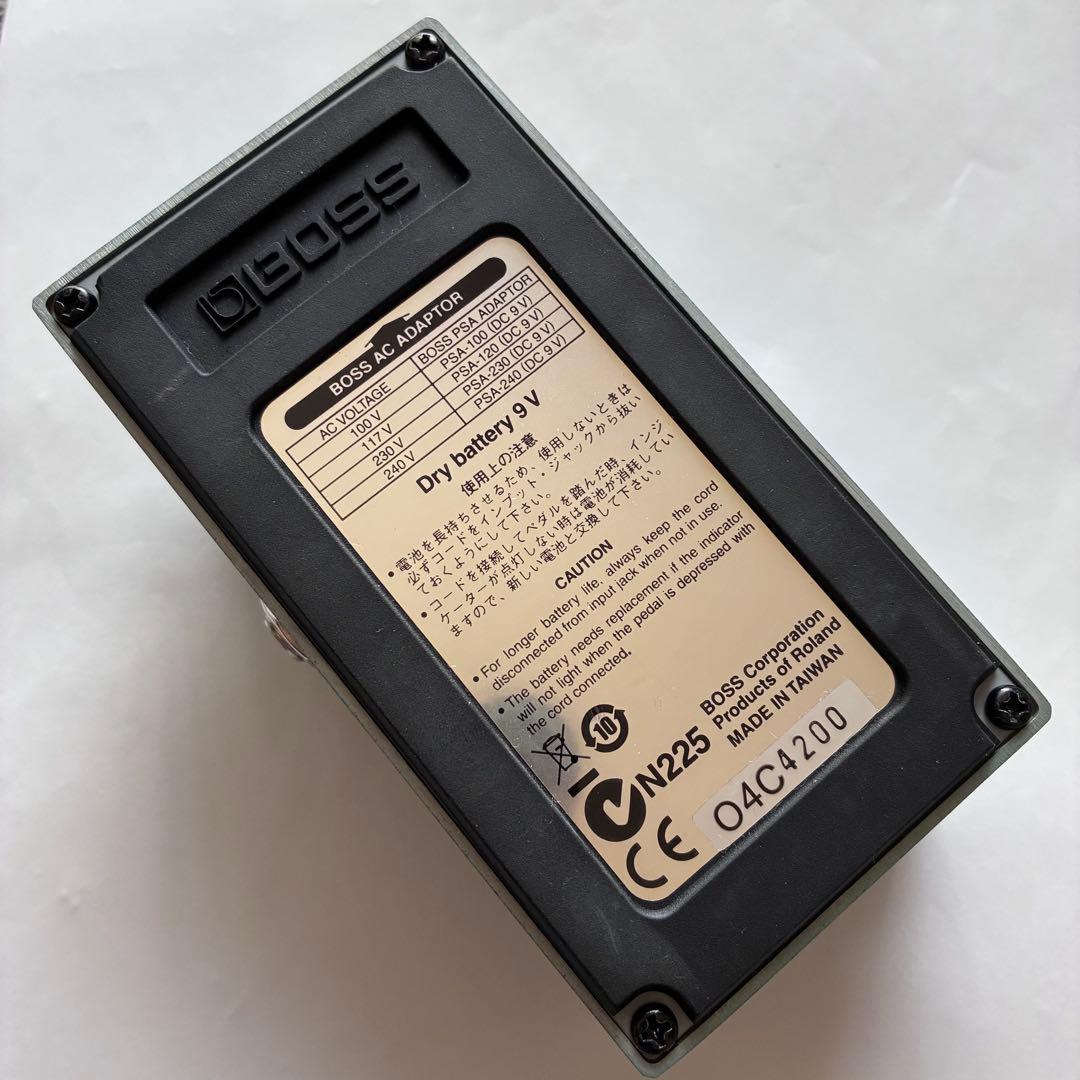 BOSS
BOSS AC ADAPTOR
AC VOLTAGE BOSS PSA ADAPTOR
100 V PSA-100 (DC 9 V)
117 V PSA-120 (DC 9 V)
230 V PSA-230 (DC 9 V)
240 V PSA-240 (DC 9 V)
Dry battery 9 V
使用上の注意
• 電池を長持ちさせるため、使用しないときは
必ずコードをインプット・ジャックから抜い
ておくようにして下さい。
• コードを接続してペダルを踏んだ時、インジ
ケーターが点灯しない時は電池が消耗してい
ますので、新しい電池と交換して下さい。
CAUTION
• For longer battery life, always keep the cord
disconnected from input jack when not in use.
• The battery needs replacement if the indicator
will not light when the pedal is depressed with
the cord connected.
10
N225
BOSS Corporation
Products of Roland
MADE IN TAIWAN
CE
O4C4200